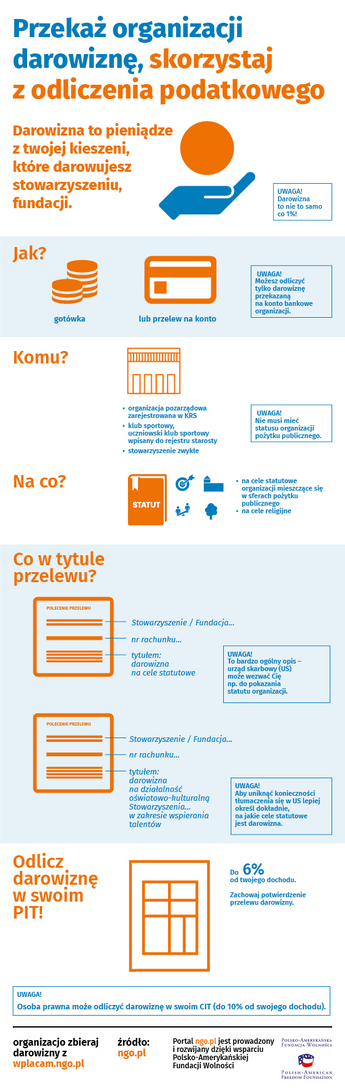 Przekaż organizacji
darowiznę, skorzystaj
z odliczenia podatkowego
Darowizna to pieniądze
z twojej kieszeni,
które darowujesz
stowarzyszeniu,
fundacji.
UWAGA!
Darowizna
to nie to samo
co 1%!
Jak?
gotówka
lub przelew na konto
UWAGA!
Możesz odliczyć
tylko darowiznę
przekazaną
na konto bankowe
organizacji.
Komu?
• organizacja pozarządowa
zarejestrowana w KRS
• klub sportowy,
uczniowski klub sportowy
wpisany do rejestru starosty
• stowarzyszenie zwykłe
UWAGA!
Nie musi mieć
statusu organizacji
pożytku publicznego.
Na co?
STATUT
• na cele statutowe
organizacji mieszczące się
w sferach pożytku
publicznego
• na cele religijne
Co w tytule
przelewu?
POLECENIE PRZELEWU
Stowarzyszenie / Fundacja...
nr rachunku...
tytułem:
darowizna
na cele statutowe
UWAGA!
To bardzo ogólny opis –
urząd skarbowy (US)
może wezwać Cię
np. do pokazania
statutu organizacji.
POLECENIE PRZELEWU
Stowarzyszenie / Fundacja...
nr rachunku...
tytułem:
darowizna
na działalność
oświatowo-kulturalną
Stowarzyszenia...
w zakresie wspierania
talentów
UWAGA!
Aby uniknąć konieczności
tłumaczenia się w US lepiej
określ dokładnie,
na jakie cele statutowe
jest darowizna.
Odlicz
darowiznę
w swoim
PIT!
Do 6%
od twojego dochodu.
Zachowaj potwierdzenie
przelewu darowizny.
UWAGA!
Osoba prawna może odliczyć darowiznę w swoim CIT (do 10% od swojego dochodu).
organizacjo zbieraj
darowizny z
wplacam.ngo.pl
źródło:
ngo.pl
Portal ngo.pl jest prowadzony
i rozwijany dzięki wsparciu
Polsko-Amerykańskiej
Fundacji Wolności
Polsko-Amerykańska
Fundacja Wolności
Polish-American
Freedom Foundation